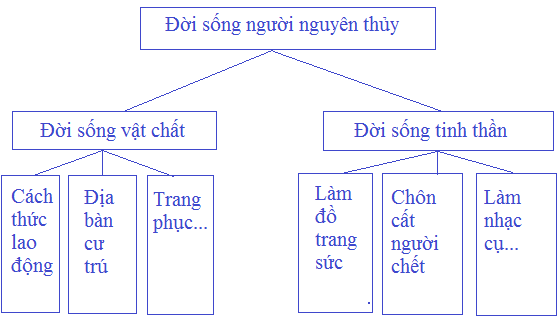 Đời sống người nguyên thủy
Đời sống vật chất
Đời sống tinh thần
Cách
thức
lao
động
Địa
bàn
cư
trú
Trang
phục...
Làm
đồ
trang
sức
.
Chôn
cất
người
chết
Làm
nhạc
cụ...